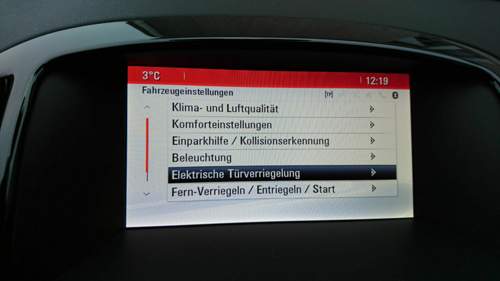 3°C 12:19
Fahrzeugeinstellungen
Klima- und Luftqualität
Komforteinstellungen
Einparkhilfe / Kollisionserkennung
Beleuchtung
Elektrische Türverriegelung
Fern-Verriegeln / Entriegeln / Start